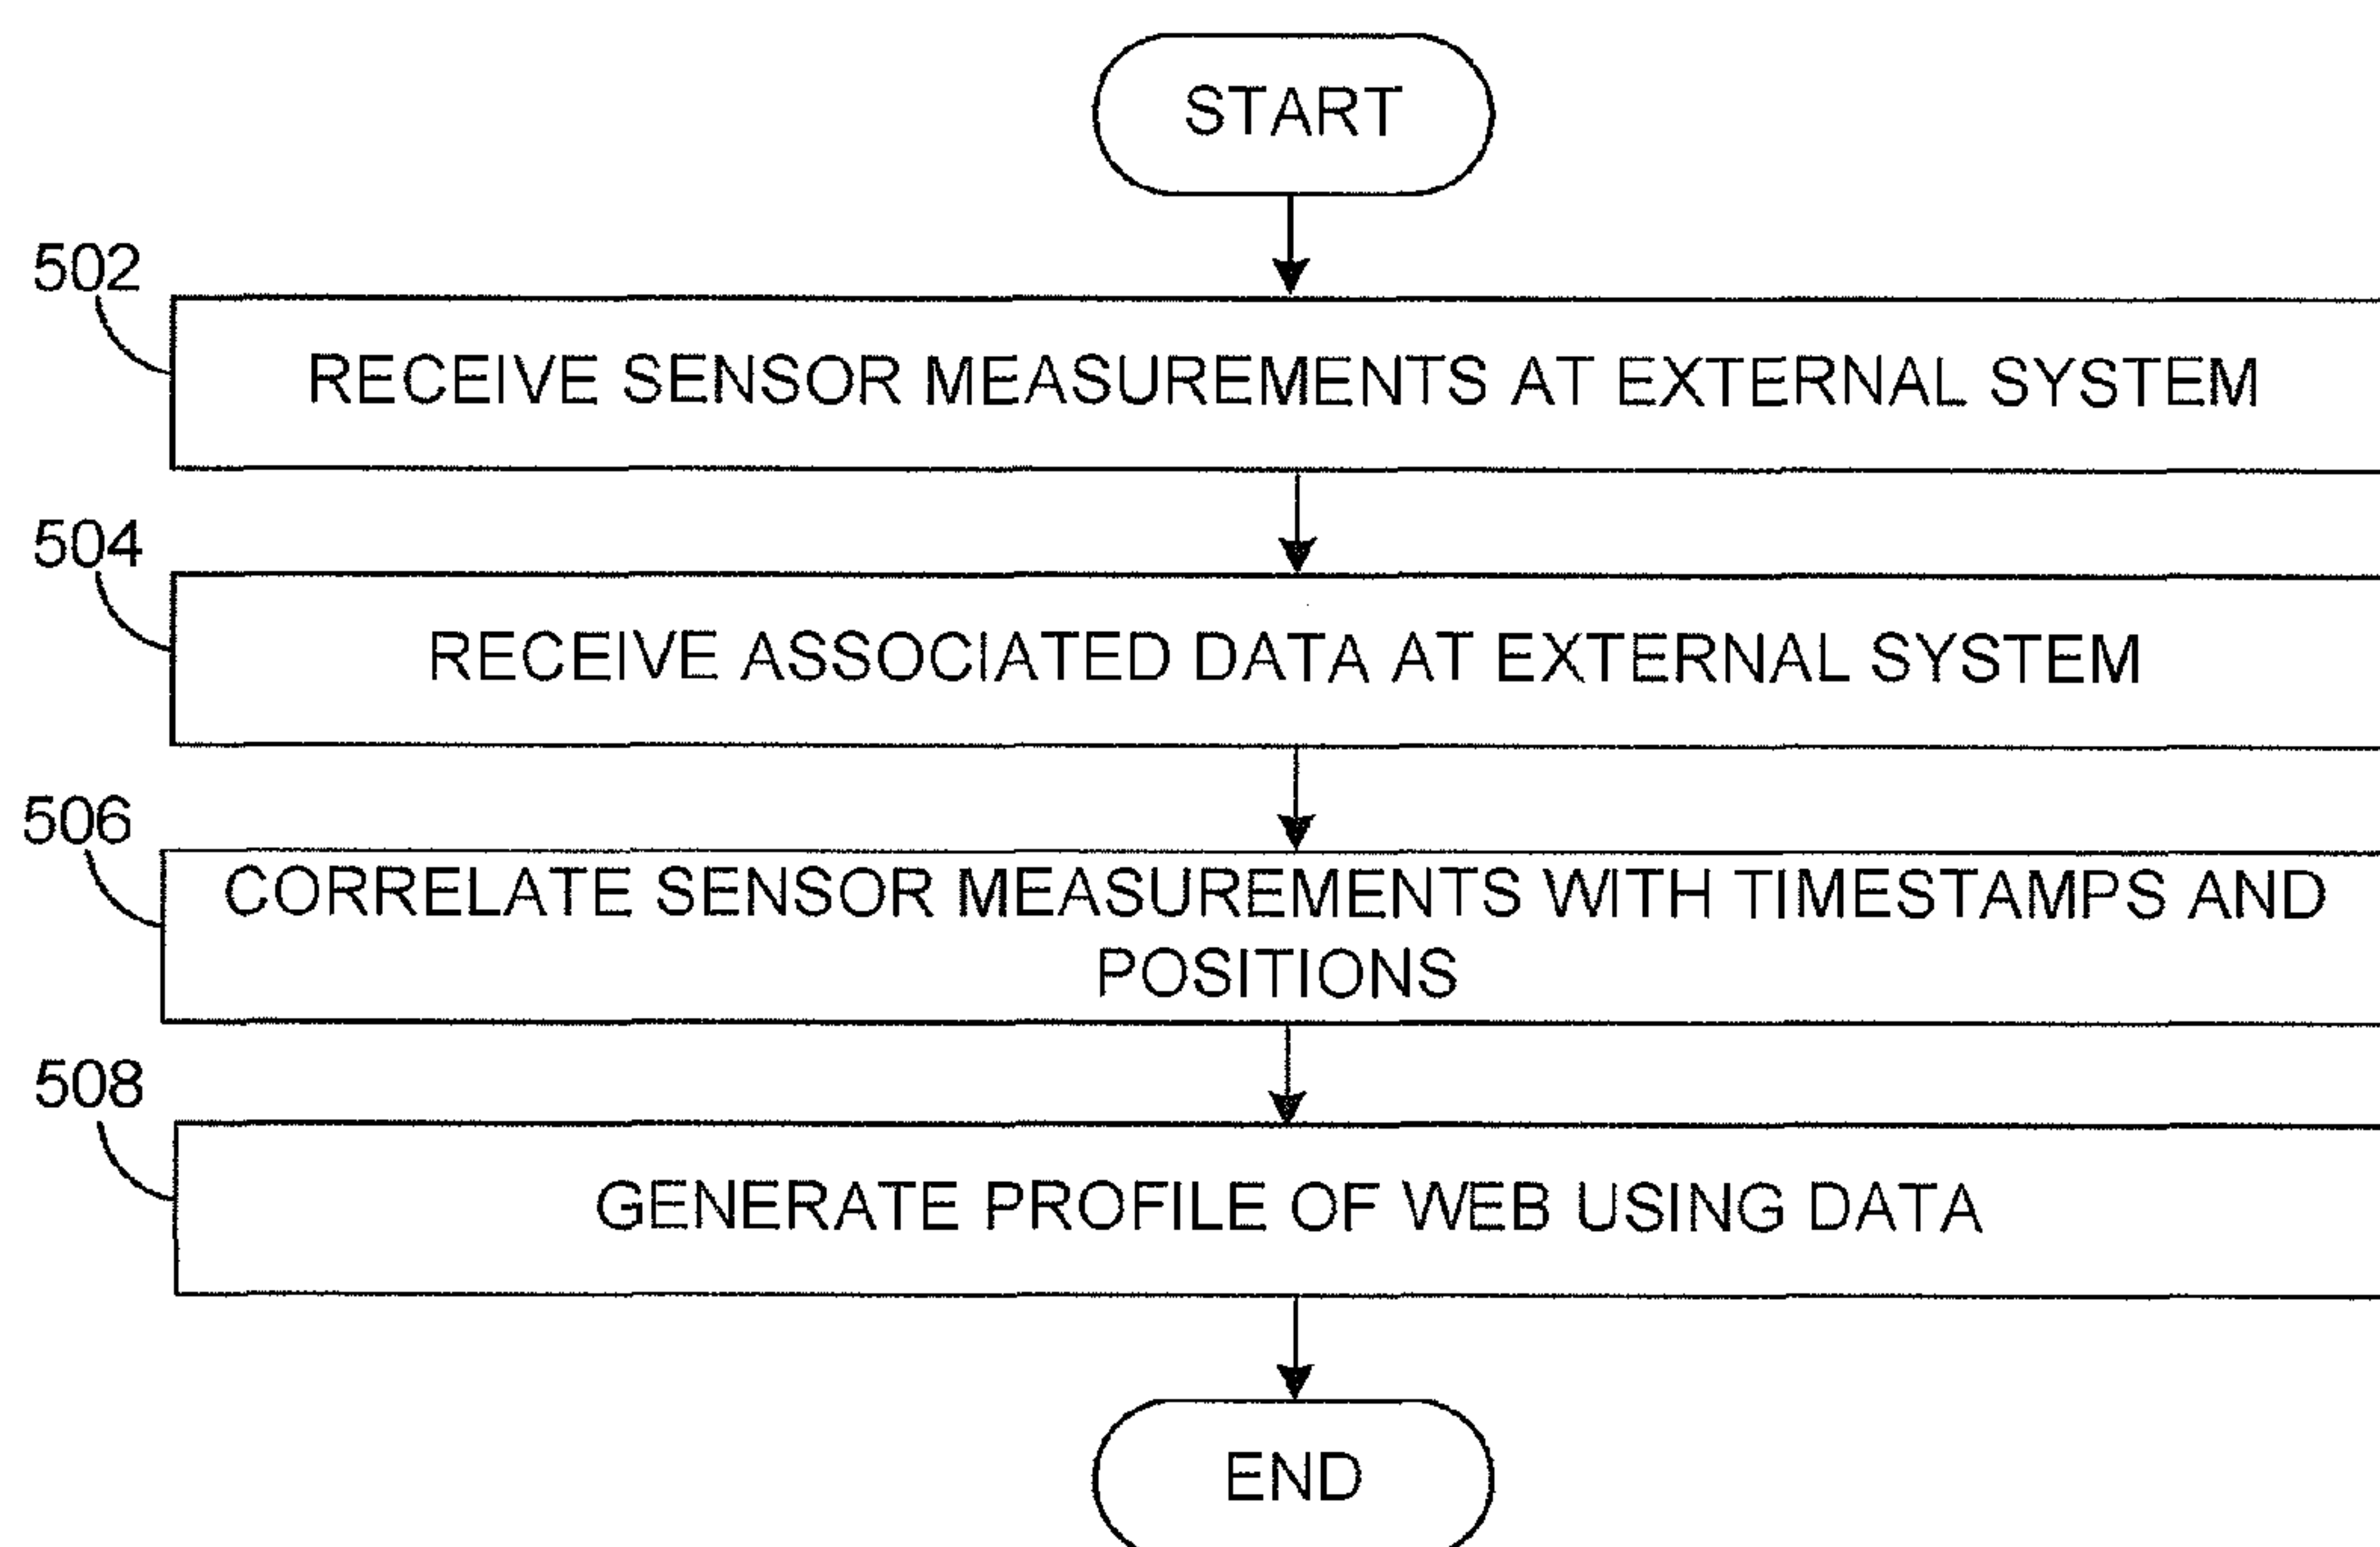 START
502
RECEIVE SENSOR MEASUREMENTS AT EXTERNAL SYSTEM
504
RECEIVE ASSOCIATED DATA AT EXTERNAL SYSTEM
506
CORRELATE SENSOR MEASUREMENTS WITH TIMESTAMPS AND
POSITIONS
508
GENERATE PROFILE OF WEB USING DATA
END